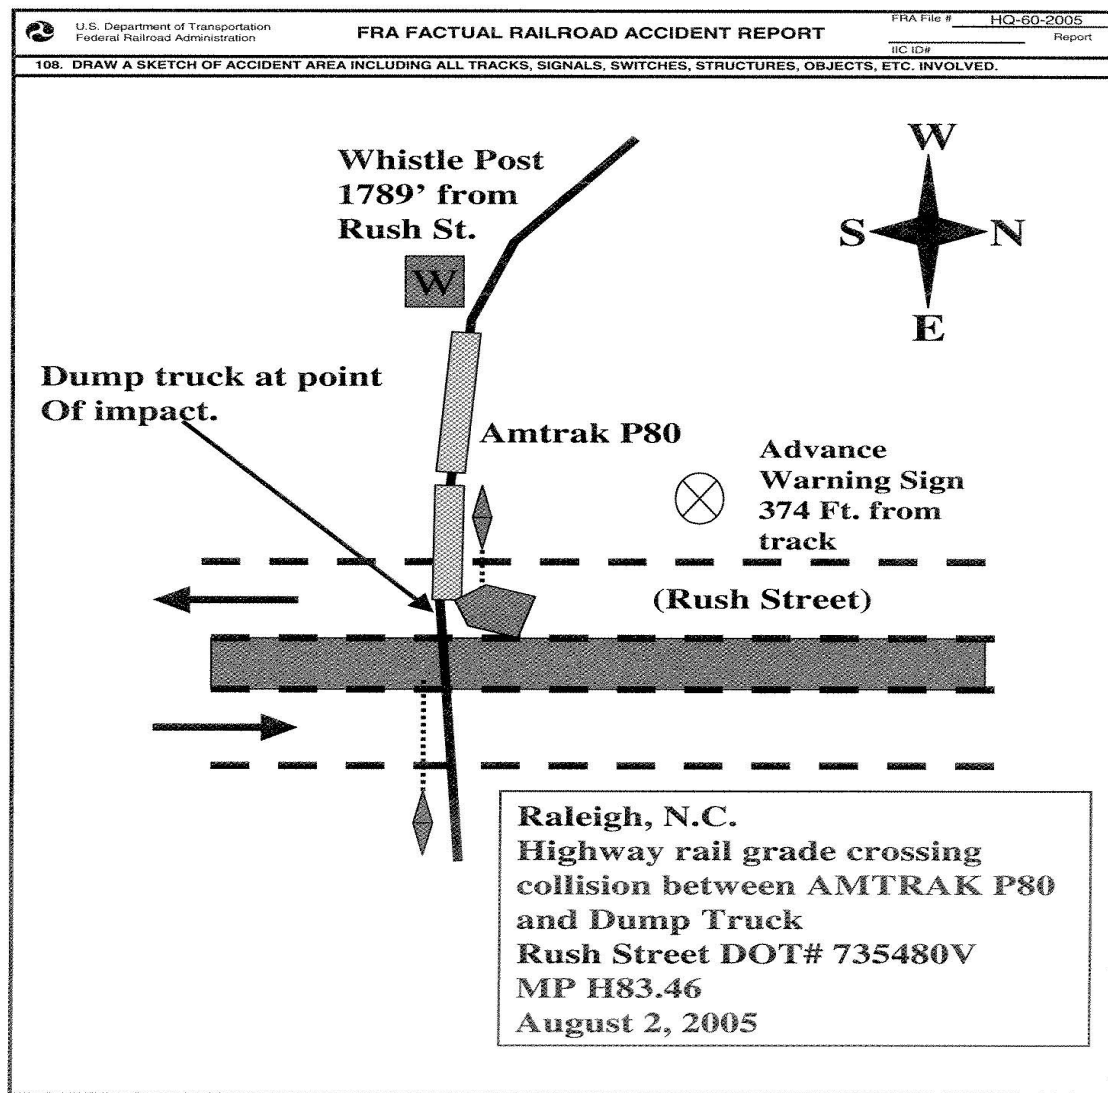 U.S. Department of Transportation
Federal Railroad Administration
FRA FACTUAL RAILROAD ACCIDENT REPORT
FRA File # HQ-60-2005
Report
IIC ID#
108. DRAW A SKETCH OF ACCIDENT AREA INCLUDING ALL TRACKS, SIGNALS, SWITCHES, STRUCTURES, OBJECTS, ETC. INVOLVED.
Whistle Post
1789’ from
Rush St.
W
W
S N
E
Dump truck at point
Of impact.
Amtrak P80
Advance
Warning Sign
374 Ft. from
track
(Rush Street)
Raleigh, N.C.
Highway rail grade crossing
collision between AMTRAK P80
and Dump Truck
Rush Street DOT# 735480V
MP H83.46
August 2, 2005